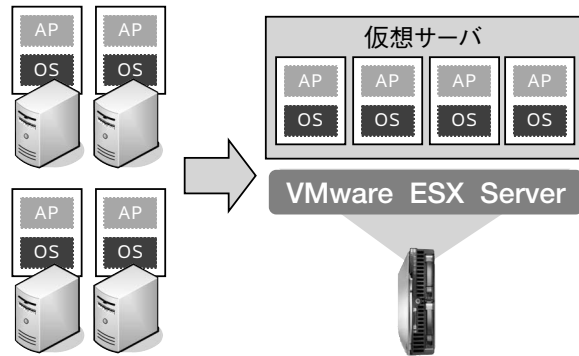 AP
OS
AP
OS
AP
OS
AP
OS
仮想サーバ
AP AP AP AP
OS OS OS OS
VMware ESX Server